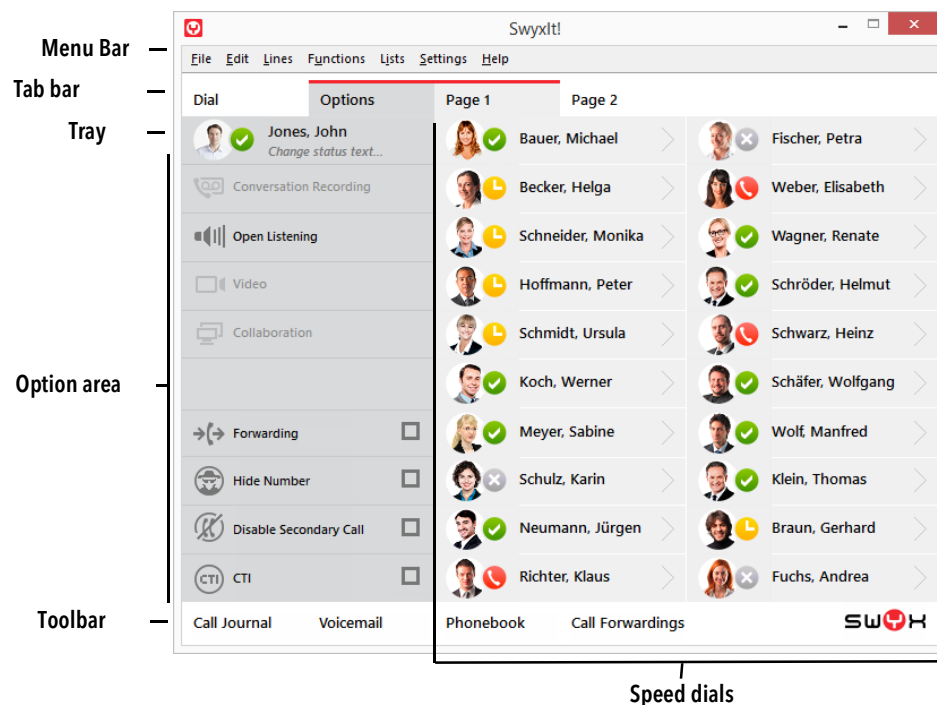 SwyxIt!
Menu Bar
File Edit Lines Functions Lists Settings Help
Tab bar
Dial Options Page 1 Page 2
Tray
Jones, John
Change status text...
Bauer, Michael
Fischer, Petra
Conversation Recording
Becker, Helga
Weber, Elisabeth
Open Listening
Schneider, Monika
Wagner, Renate
Video
Hoffmann, Peter
Schröder, Helmut
Collaboration
Schmidt, Ursula
Schwarz, Heinz
Option area
Koch, Werner
Schäfer, Wolfgang
Forwarding
Meyer, Sabine
Wolf, Manfred
Hide Number
Schulz, Karin
Klein, Thomas
Disable Secondary Call
Neumann, Jürgen
Braun, Gerhard
CTI
CTI
Richter, Klaus
Fuchs, Andrea
Toolbar
Call Journal Voicemail Phonebook Call Forwardings
swyx
Speed dials